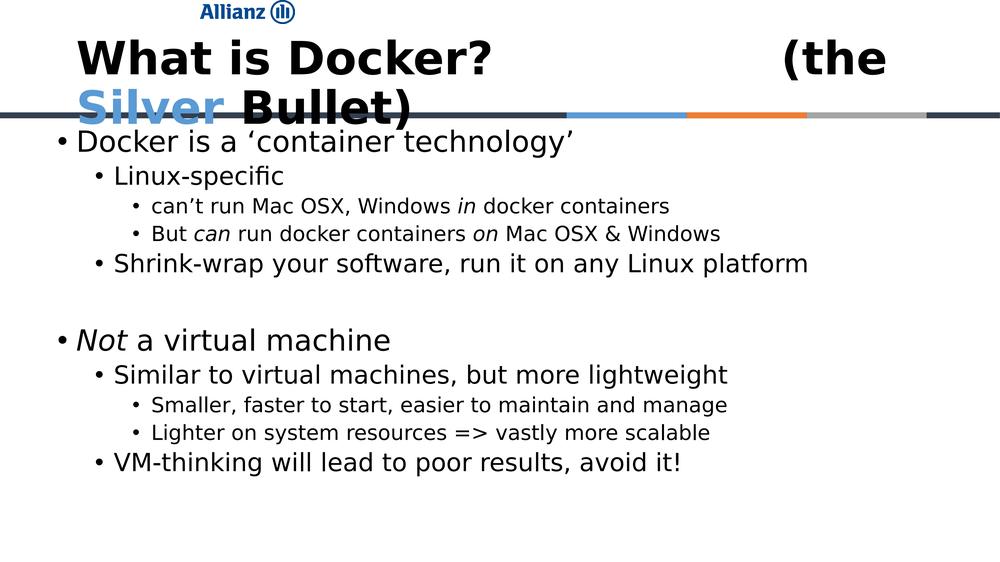 Allianz
What is Docker? (the
Silver Bullet)
• Docker is a ‘container technology’
• Linux-specific
• can’t run Mac OSX, Windows in docker containers
• But can run docker containers on Mac OSX & Windows
• Shrink-wrap your software, run it on any Linux platform
• Not a virtual machine
• Similar to virtual machines, but more lightweight
• Smaller, faster to start, easier to maintain and manage
• Lighter on system resources => vastly more scalable
• VM-thinking will lead to poor results, avoid it!